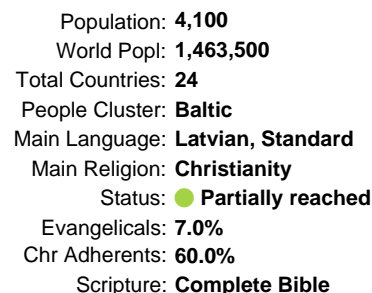 Population: 4,100
World Popl: 1,463,500
Total Countries: 24
People Cluster: Baltic
Main Language: Latvian, Standard
Main Religion: Christianity
Status: Partially reached
Evangelicals: 7.0%
Chr Adherents: 60.0%
Scripture: Complete Bible